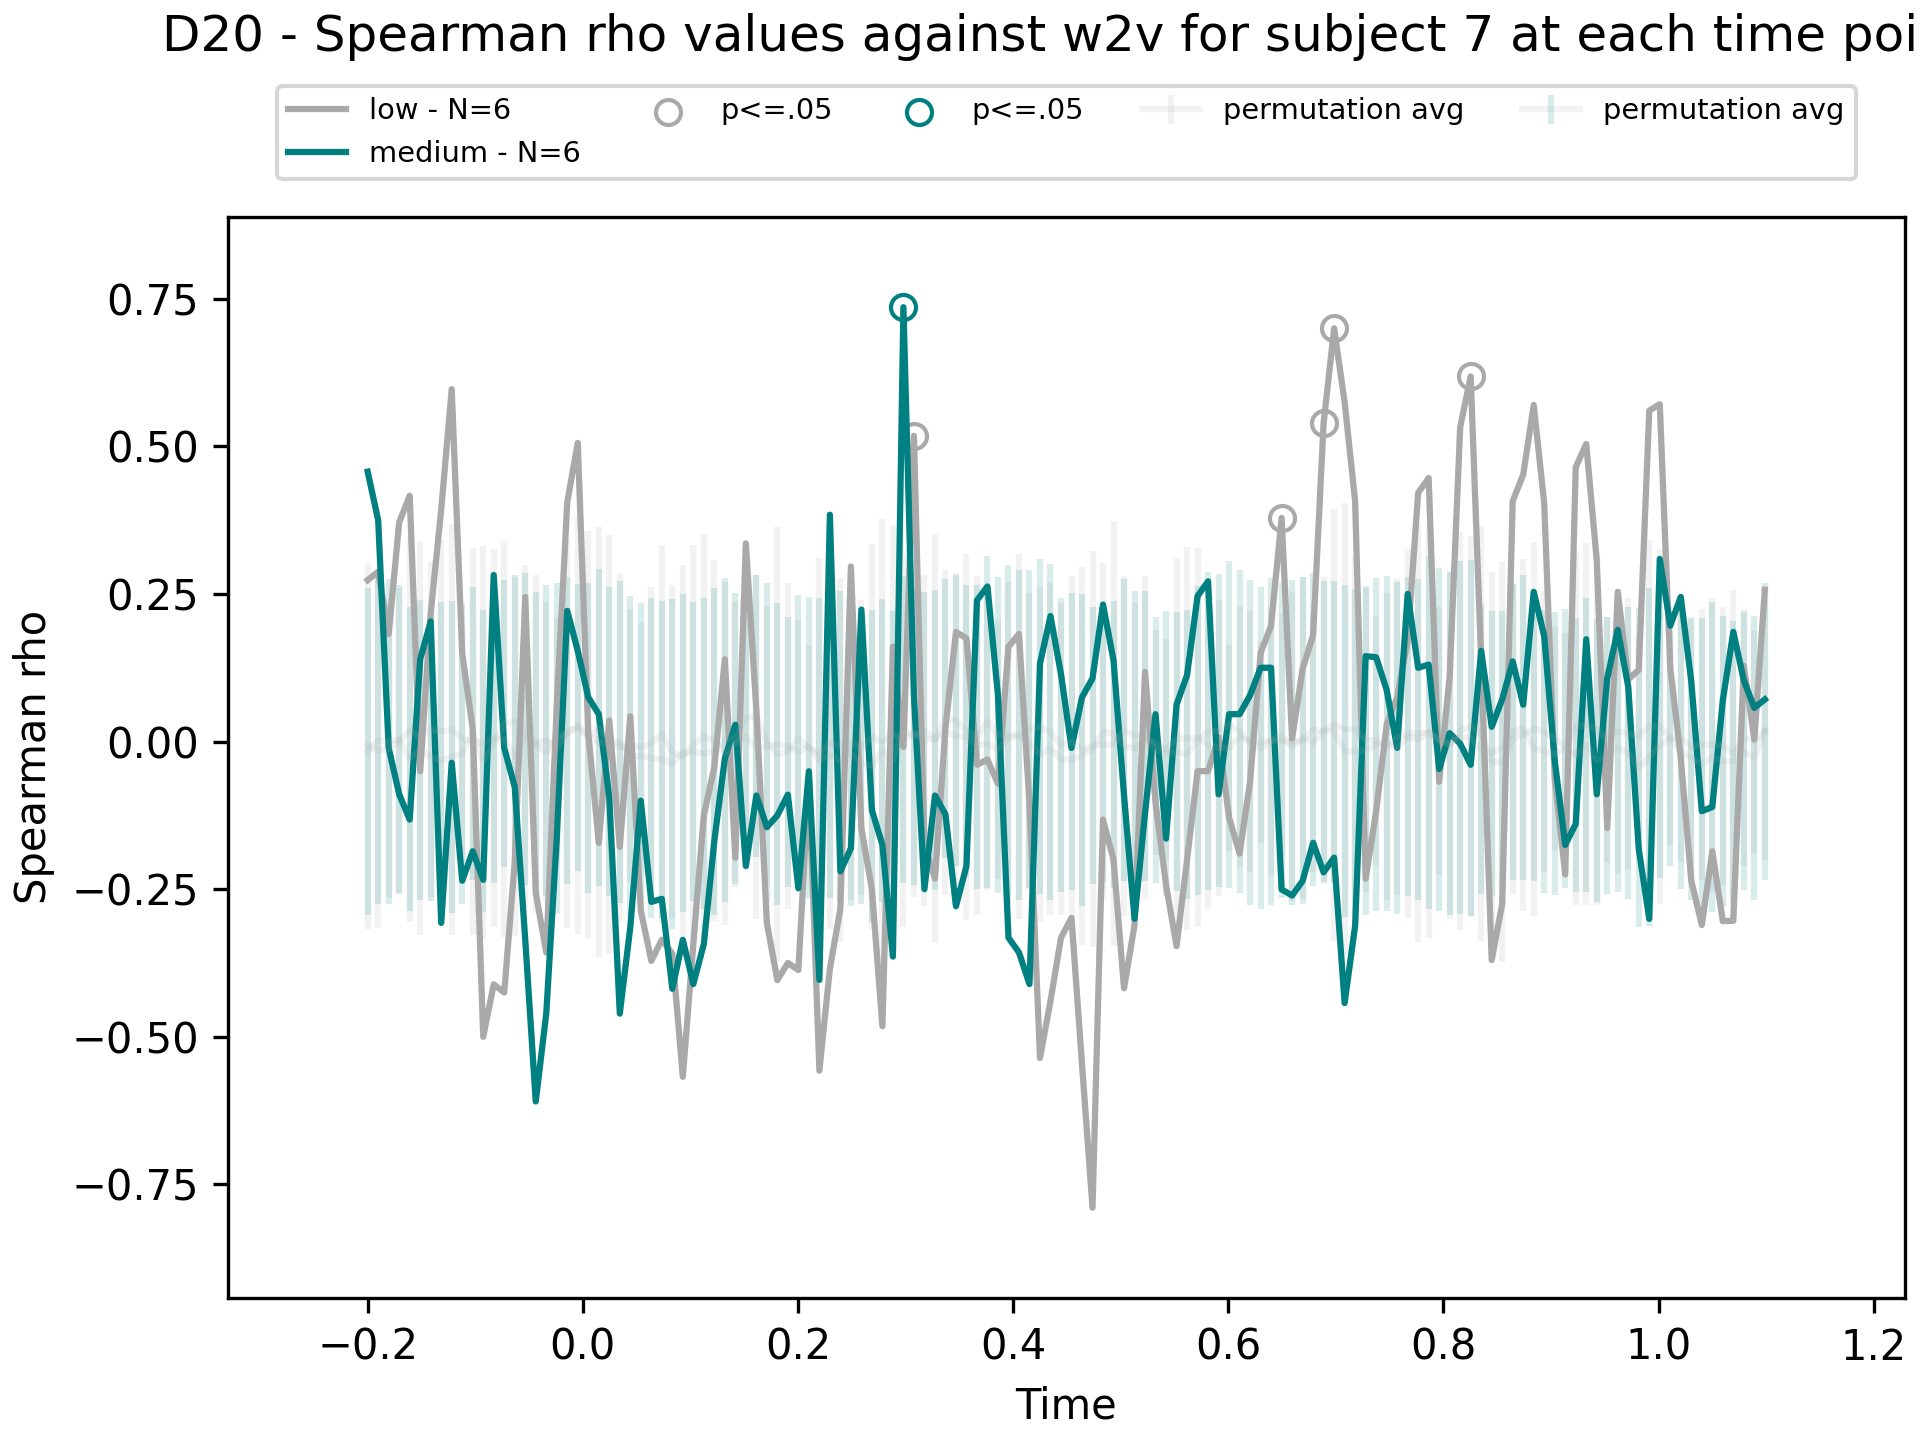 D20 - Spearman rho values against w2v for subject 7 at each time poi
low - N=6
medium - N=6
p<=.05
p<=.05
permutation avg
permutation avg
Spearman rho
0.75
0.50
0.25
0.00
−0.25
−0.50
−0.75
−0.2 0.0 0.2 0.4 0.6 0.8 1.0 1.2
Time